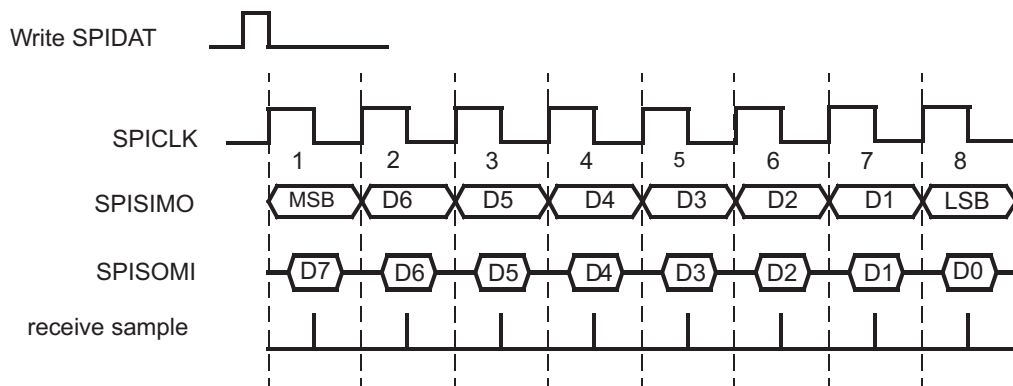 Write SPIDAT
SPICLK
1 2 3 4 5 6 7 8
SPISIMO
MSB D6 D5 D4 D3 D2 D1 LSB
SPISOMI
D7 D6 D5 D4 D3 D2 D1 D0
receive sample